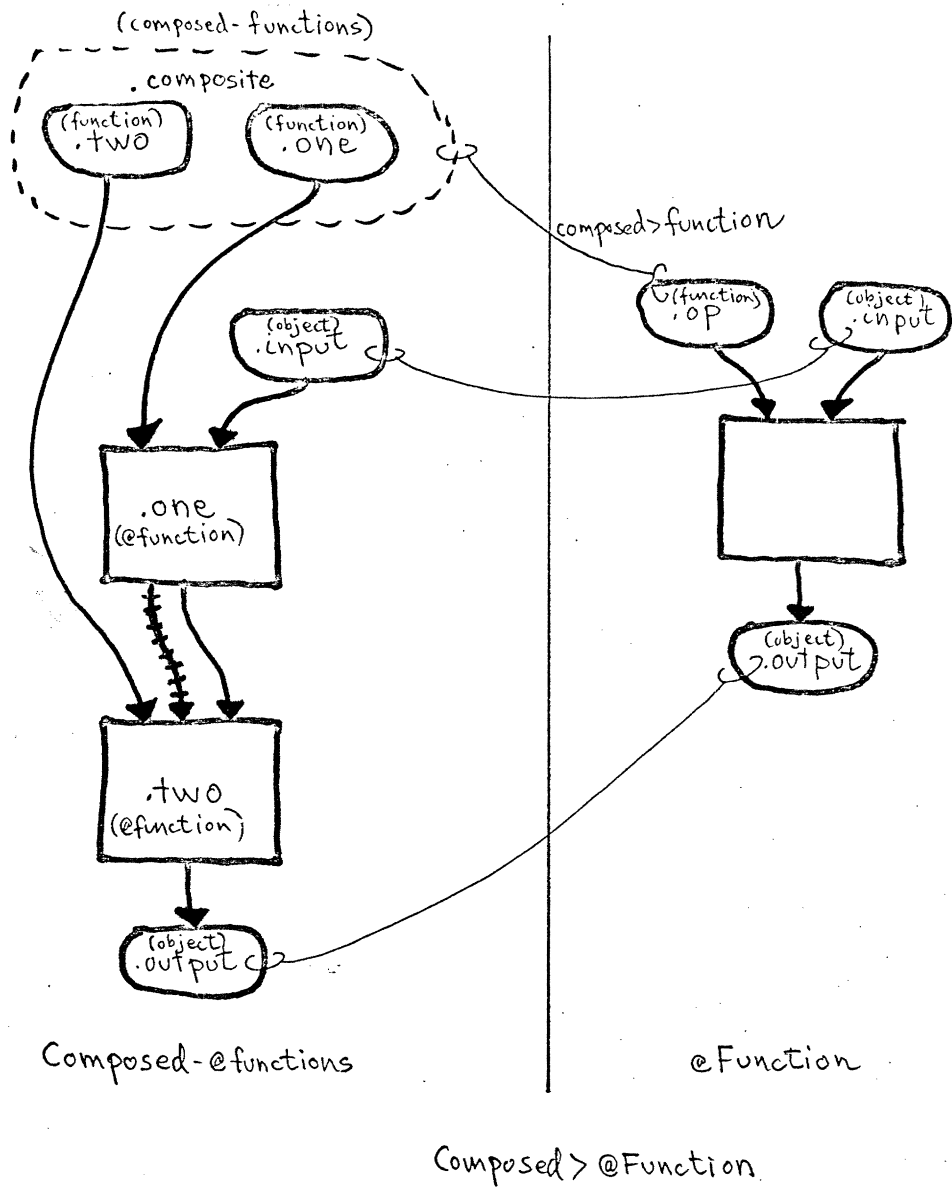 (composed-functions)
.composite
(function)
.two
(function)
.one
composed>function
(object)
.input
(function)
.op
(object)
.input
.one
(@function)
.two
(@function)
(object)
.output
(object)
.output
Composed-@functions
@Function
Composed>@Function